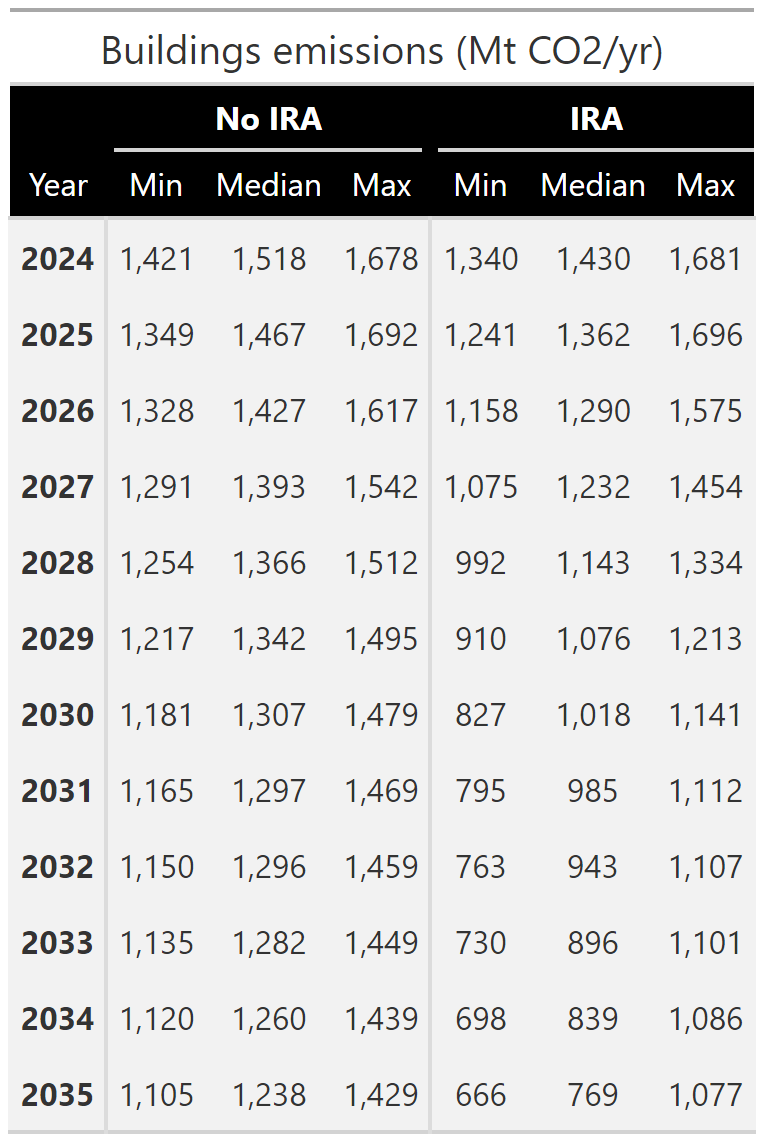 Buildings emissions (Mt CO2/yr)
No IRA IRA
Year Min Median Max Min Median Max
2024 1,421 1,518 1,678 1,340 1,430 1,681
2025 1,349 1,467 1,692 1,241 1,362 1,696
2026 1,328 1,427 1,617 1,158 1,290 1,575
2027 1,291 1,393 1,542 1,075 1,232 1,454
2028 1,254 1,366 1,512 992 1,143 1,334
2029 1,217 1,342 1,495 910 1,076 1,213
2030 1,181 1,307 1,479 827 1,018 1,141
2031 1,165 1,297 1,469 795 985 1,112
2032 1,150 1,296 1,459 763 943 1,107
2033 1,135 1,282 1,449 730 896 1,101
2034 1,120 1,260 1,439 698 839 1,086
2035 1,105 1,238 1,429 666 769 1,077